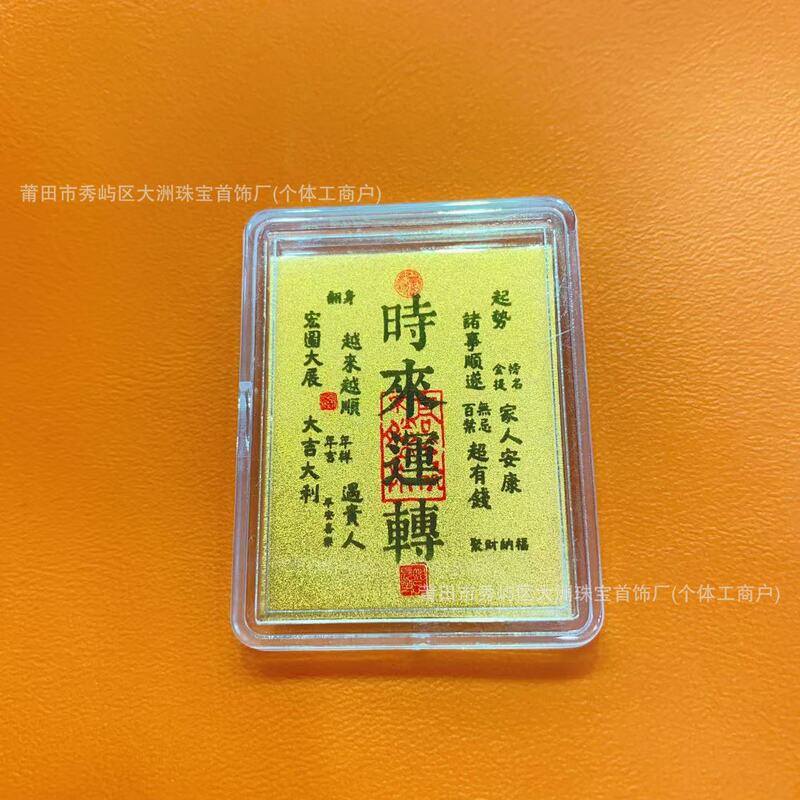 莆田市秀屿区大洲珠宝首饰厂(个体工商户)
起勢
諸事順遂
金榜
提名
家人安康
百無
禁忌
超有錢
聚財納福
時來運轉
翻身
越來越順
宏圖大展
大吉大利
年年
吉祥
遇貴人
平安喜樂
莆田市秀屿区大洲珠宝首饰厂(个体工商户)